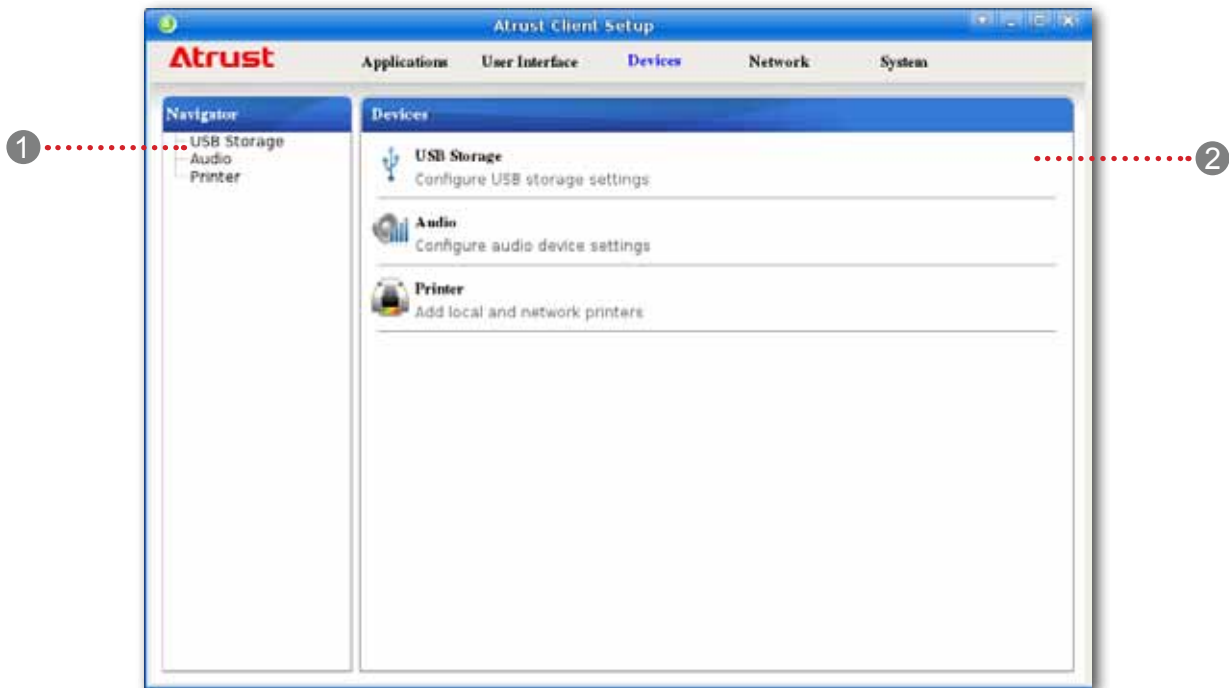 Atrust Client Setup
Atrust
Applications User Interface Devices Network System
Navigator
USB Storage
Audio
Printer
Devices
USB Storage
Configure USB storage settings
Audio
Configure audio device settings
Printer
Add local and network printers
1
2